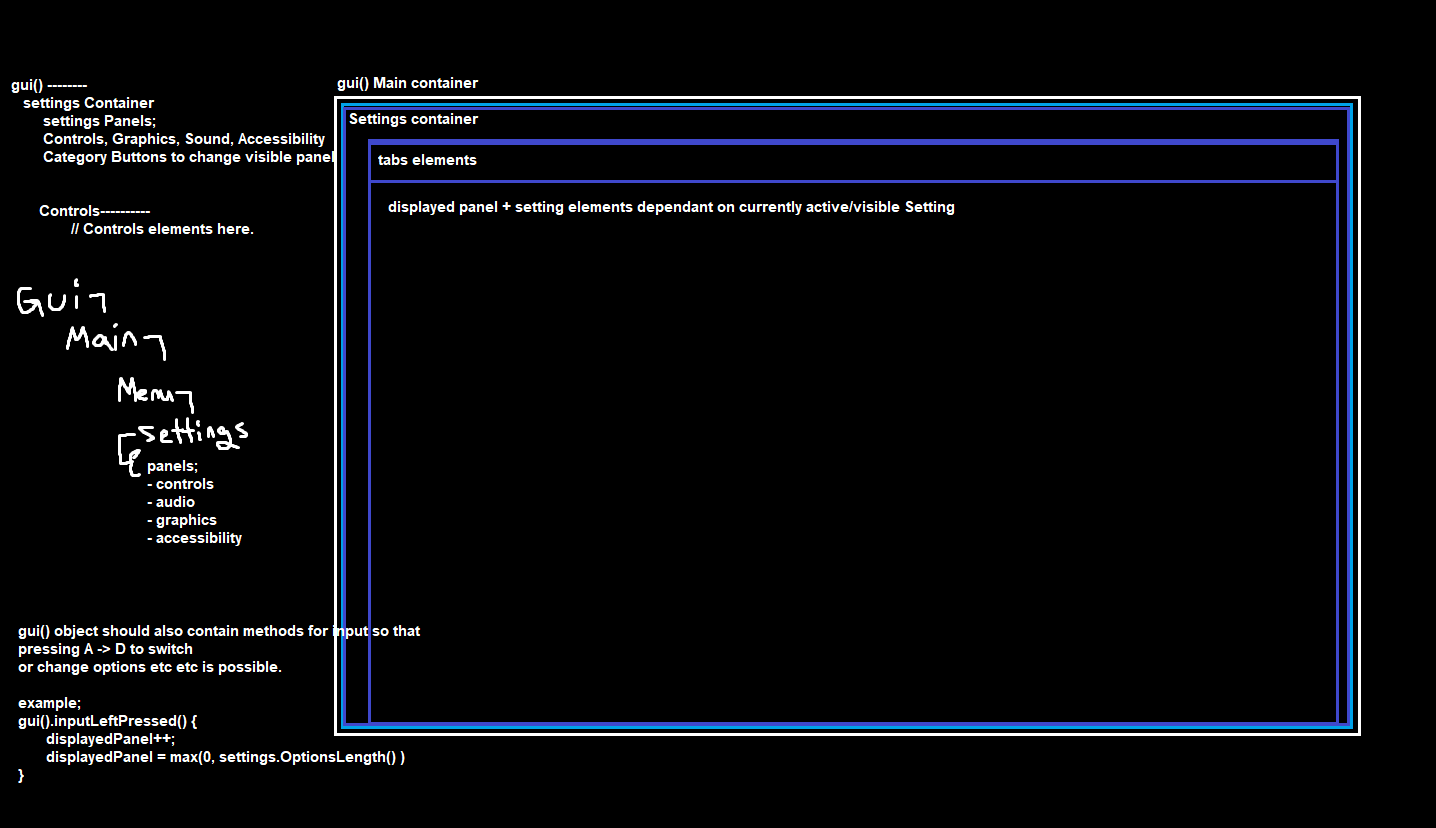 gui() --------
settings Container
settings Panels;
Controls, Graphics, Sound, Accessibility
Category Buttons to change visible panel
Controls----------
// Controls elements here.
Gui
Main
Menu
settings
panels;
- controls
- audio
- graphics
- accessibility
gui() object should also contain methods for input so that
pressing A -> D to switch
or change options etc etc is possible.
example;
gui().inputLeftPressed() {
displayedPanel++;
displayedPanel = max(0, settings.OptionsLength() )
}
gui() Main container
Settings container
tabs elements
displayed panel + setting elements dependant on currently active/visible Setting